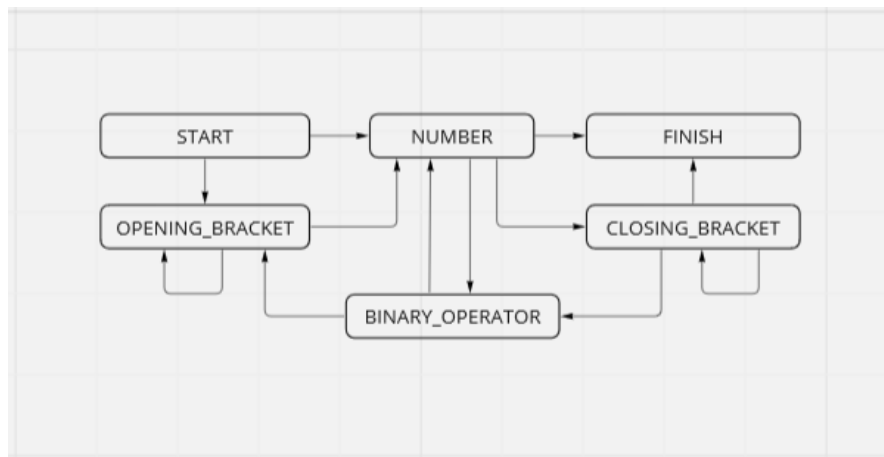 START
NUMBER
FINISH
OPENING_BRACKET
CLOSING_BRACKET
BINARY_OPERATOR